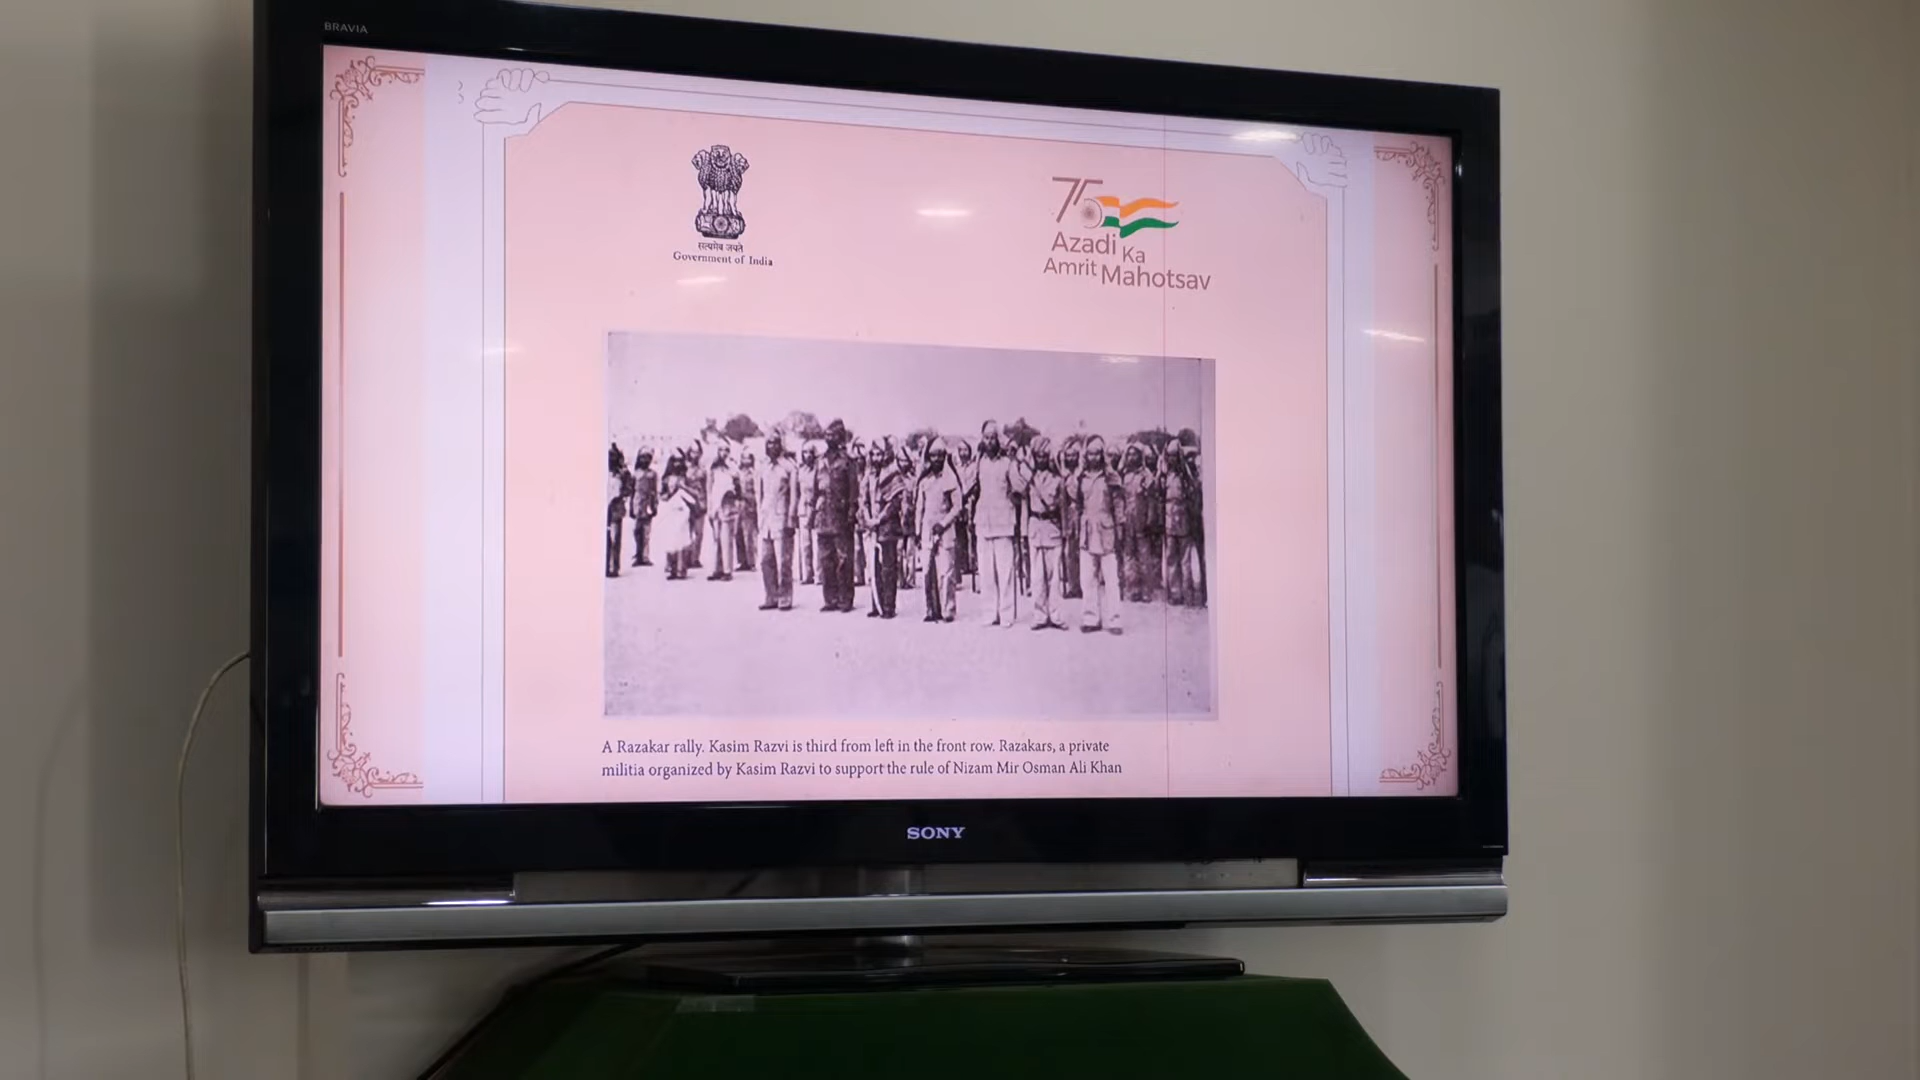 BRAVIA
सत्यमेव जयते
Government of India
75
Azadi Ka
Amrit Mahotsav
A Razakar rally. Kasim Razvi is third from left in the front row. Razakars, a private
militia organized by Kasim Razvi to support the rule of Nizam Mir Osman Ali Khan
SONY